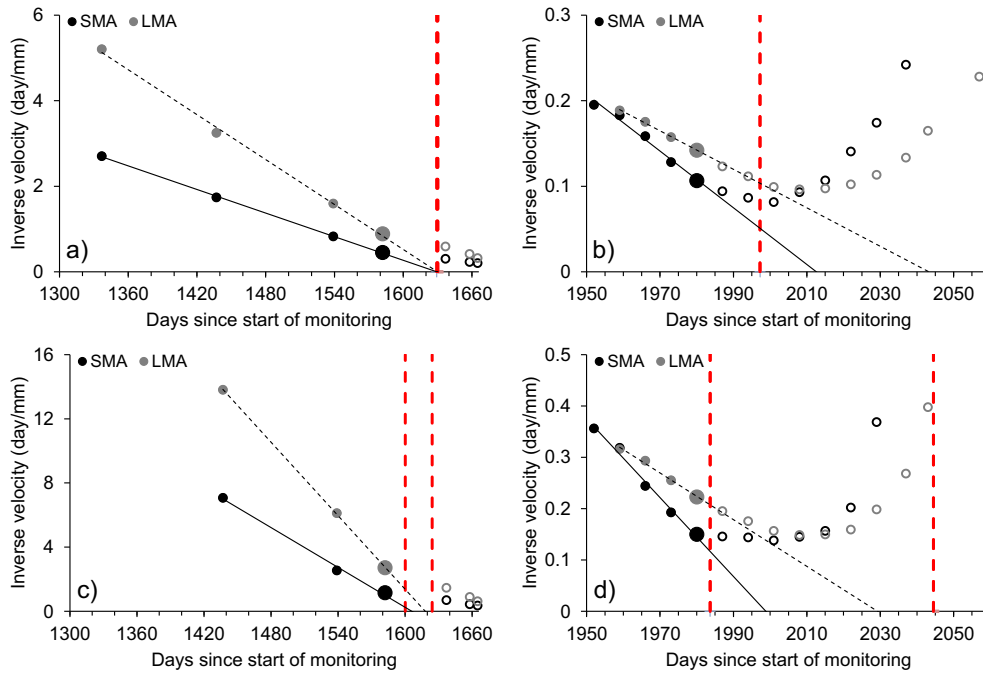 SMA LMA
Inverse velocity (day/mm)
6
4
2
0
a)
1300 1360 1420 1480 1540 1600 1660
Days since start of monitoring
SMA LMA
Inverse velocity (day/mm)
0.3
0.2
0.1
0
b)
1950 1970 1990 2010 2030 2050
Days since start of monitoring
SMA LMA
Inverse velocity (day/mm)
16
12
8
4
0
c)
1300 1360 1420 1480 1540 1600 1660
Days since start of monitoring
SMA LMA
Inverse velocity (day/mm)
0.5
0.4
0.3
0.2
0.1
0
d)
1950 1970 1990 2010 2030 2050
Days since start of monitoring